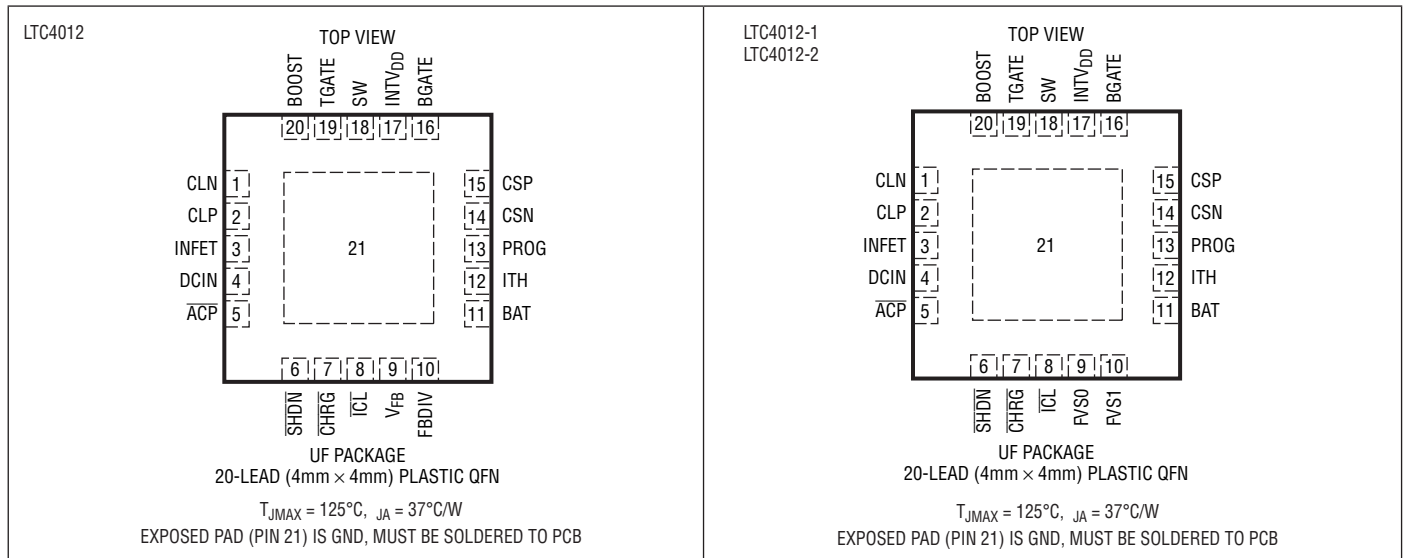 LTC4012
TOP VIEW
BOOST
TGATE
SW
INTVDD
BGATE
20 19 18 17 16
CLN 1
CLP 2
INFET 3
DCIN 4
ACP 5
21
15 CSP
14 CSN
13 PROG
12 ITH
11 BAT
6 7 8 9 10
SHDN
CHRG
ICL
VFB
FBDIV
UF PACKAGE
20-LEAD (4mm × 4mm) PLASTIC QFN
TJMAX = 125°C, JA = 37°C/W
EXPOSED PAD (PIN 21) IS GND, MUST BE SOLDERED TO PCB
LTC4012-1
LTC4012-2
TOP VIEW
BOOST
TGATE
SW
INTVDD
BGATE
20 19 18 17 16
CLN 1
CLP 2
INFET 3
DCIN 4
ACP 5
21
15 CSP
14 CSN
13 PROG
12 ITH
11 BAT
6 7 8 9 10
SHDN
CHRG
ICL
FVS0
FVS1
UF PACKAGE
20-LEAD (4mm × 4mm) PLASTIC QFN
TJMAX = 125°C, JA = 37°C/W
EXPOSED PAD (PIN 21) IS GND, MUST BE SOLDERED TO PCB